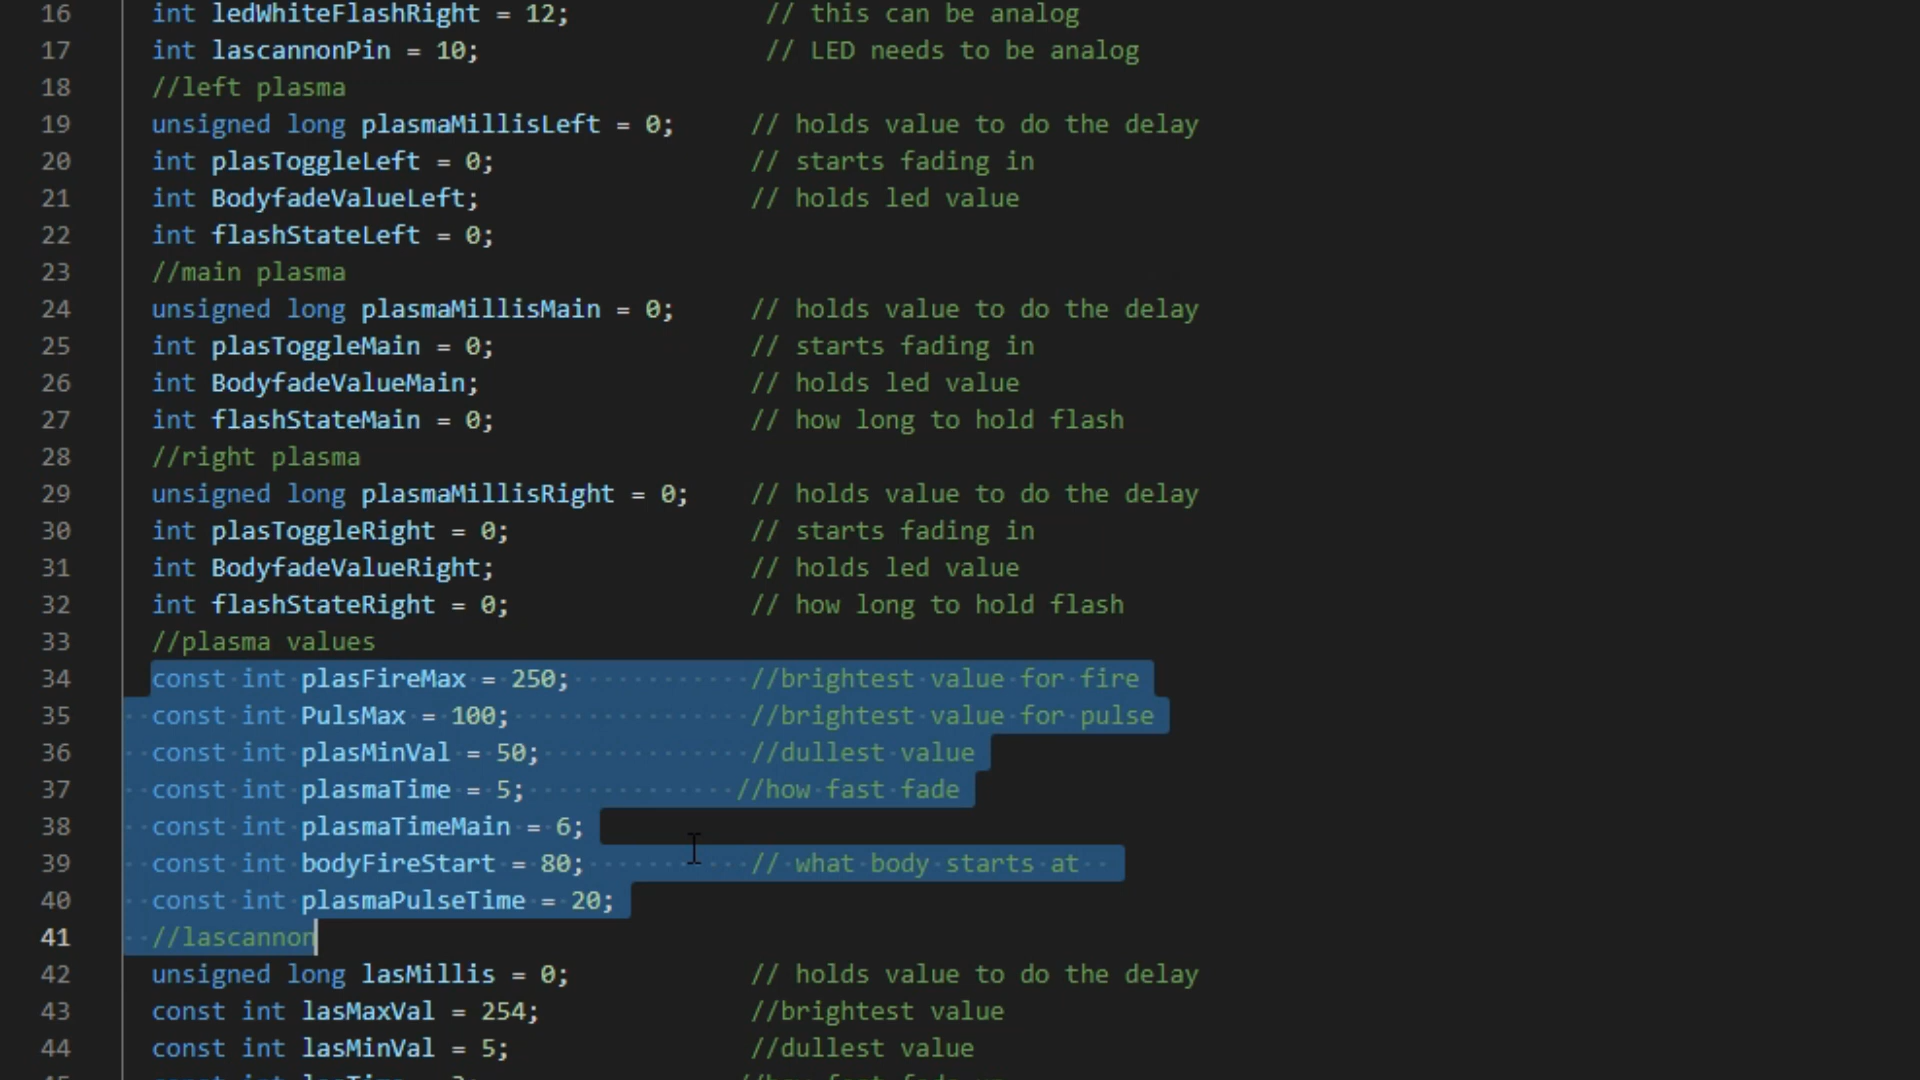 16 int ledWhiteFlashRight = 12; // this can be analog
17 int lascannonPin = 10; // LED needs to be analog
18 //left plasma
19 unsigned long plasmaMillisLeft = 0; // holds value to do the delay
20 int plasToggleLeft = 0; // starts fading in
21 int BodyfadeValueLeft; // holds led value
22 int flashStateLeft = 0;
23 //main plasma
24 unsigned long plasmaMillisMain = 0; // holds value to do the delay
25 int plasToggleMain = 0; // starts fading in
26 int BodyfadeValueMain; // holds led value
27 int flashStateMain = 0; // how long to hold flash
28 //right plasma
29 unsigned long plasmaMillisRight = 0; // holds value to do the delay
30 int plasToggleRight = 0; // starts fading in
31 int BodyfadeValueRight; // holds led value
32 int flashStateRight = 0; // how long to hold flash
33 //plasma values
34 const int plasFireMax = 250; //brightest value for fire
35 const int PulsMax = 100; //brightest value for pulse
36 const int plasMinVal = 50; //dullest value
37 const int plasmaTime = 5; //how fast fade
38 const int plasmaTimeMain = 6;
39 const int bodyFireStart = 80; // what body starts at
40 const int plasmaPulseTime = 20;
41 //lascannon
42 unsigned long lasMillis = 0; // holds value to do the delay
43 const int lasMaxVal = 254; //brightest value
44 const int lasMinVal = 5; //dullest value